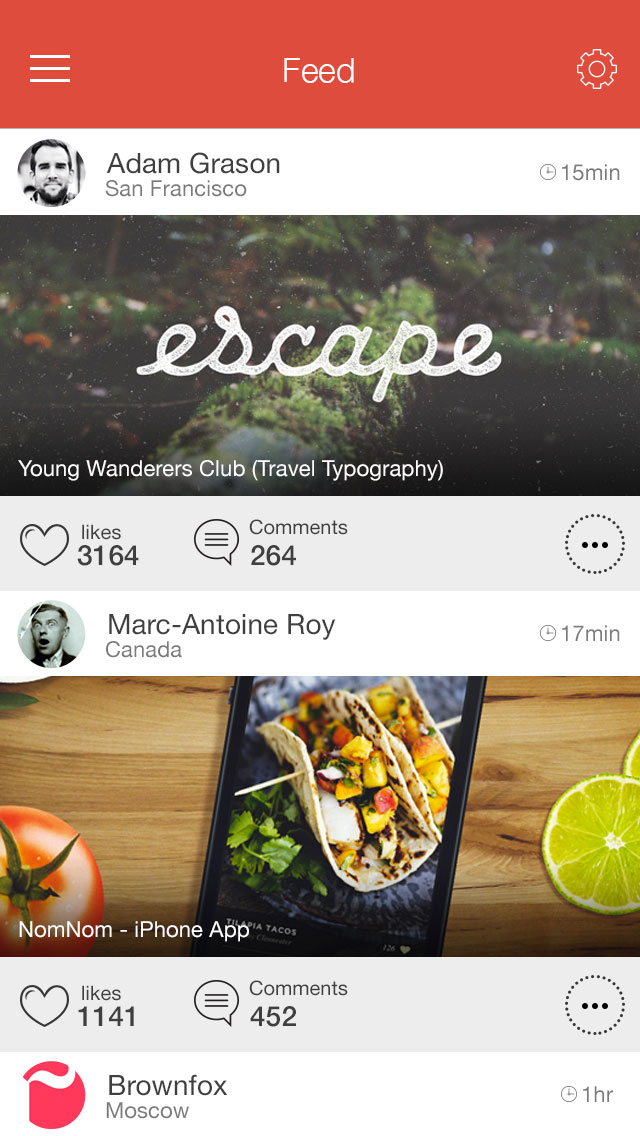 Feed
Adam Grason
San Francisco
15min
escape
Young Wanderers Club (Travel Typography)
likes
3164
Comments
264
Marc-Antoine Roy
Canada
17min
TILAPIA TACOS
126
NomNom - iPhone App
likes
1141
Comments
452
Brownfox
Moscow
1hr